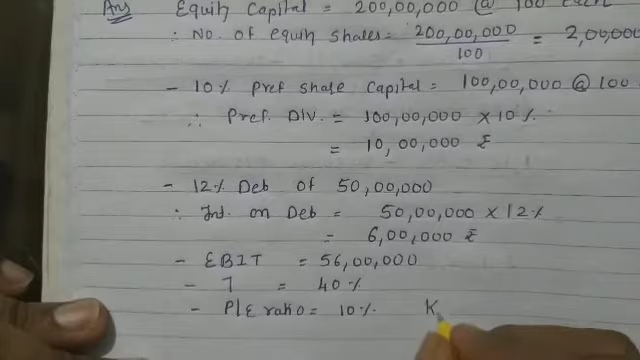 Ans Equity Capital = 200,00,000 @ 100 each
∴ No. of equity shares = 200,00,000 / 100 = 2,00,000
- 10% Pref share Capital = 100,00,000 @ 100
∴ Pref. Div. = 100,00,000 × 10%
= 10,00,000 ₹
- 12% Deb of 50,00,000
∴ Int. on Deb = 50,00,000 × 12%
= 6,00,000 ₹
- EBIT = 56,00,000
- T = 40%
- P/E ratio = 10%. K